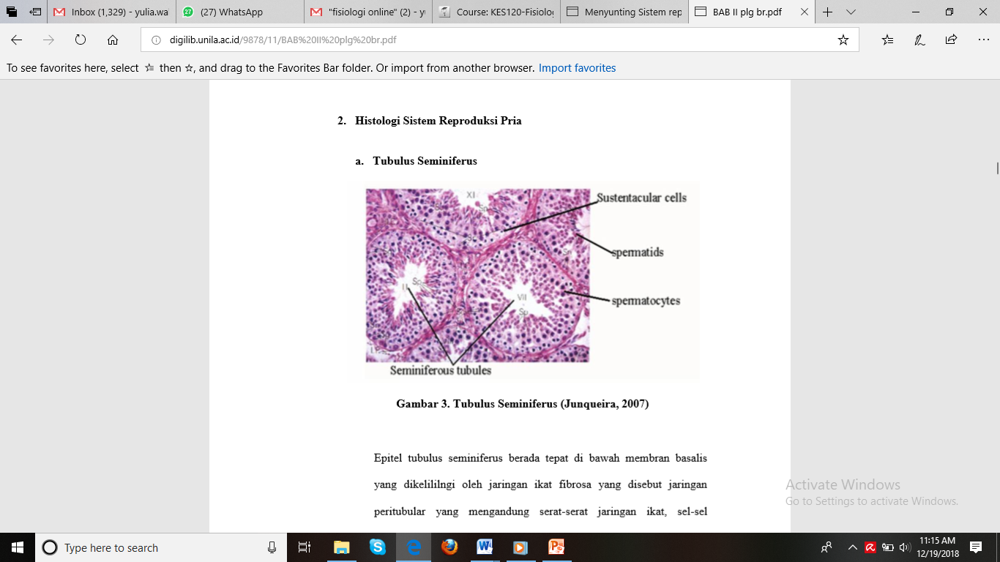 Inbox (1,329) - yulia.wa
(27) WhatsApp
"fisiologi online" (2) - yu
Course: KES120-Fisiolog
Menyunting Sistem rep
BAB II plg br.pdf
digilib.unila.ac.id/9878/11/BAB%20II%20plg%20br.pdf
To see favorites here, select then , and drag to the Favorites Bar folder. Or import from another browser. Import favorites
2. Histologi Sistem Reproduksi Pria
a. Tubulus Seminiferus
XI
Sustentacular cells
spermatids
Sc
II
VII
Sp
spermatocytes
Seminiferous tubules
Gambar 3. Tubulus Seminiferus (Junqueira, 2007)
Epitel tubulus seminiferus berada tepat di bawah membran basalis
yang dikelililngi oleh jaringan ikat fibrosa yang disebut jaringan
peritubular yang mengandung serat-serat jaringan ikat, sel-sel
Activate Windows
Go to Settings to activate Windows.
Type here to search
11:15 AM
12/19/2018